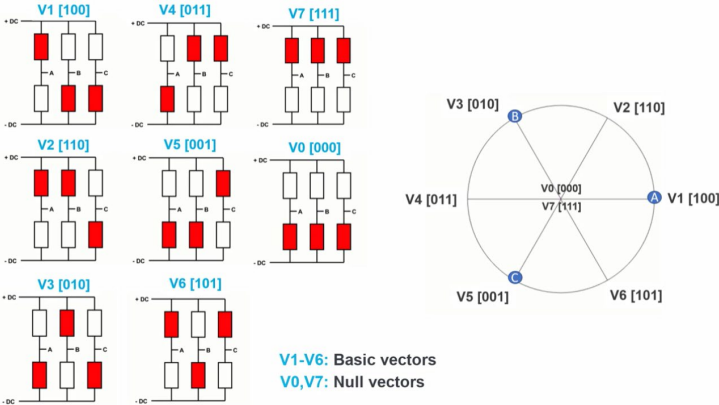 V1 [100]
+ DC
A
B
C
- DC
V4 [011]
+ DC
A
B
C
- DC
V7 [111]
+ DC
A
B
C
- DC
V2 [110]
+ DC
A
B
C
- DC
V5 [001]
+ DC
A
B
C
- DC
V0 [000]
+ DC
A
B
C
- DC
V3 [010]
+ DC
A
B
C
- DC
V6 [101]
+ DC
A
B
C
- DC
V3 [010]
B
V2 [110]
V4 [011]
V0 [000]
V7 [111]
A
V1 [100]
C
V5 [001]
V6 [101]
V1-V6: Basic vectors
V0,V7: Null vectors